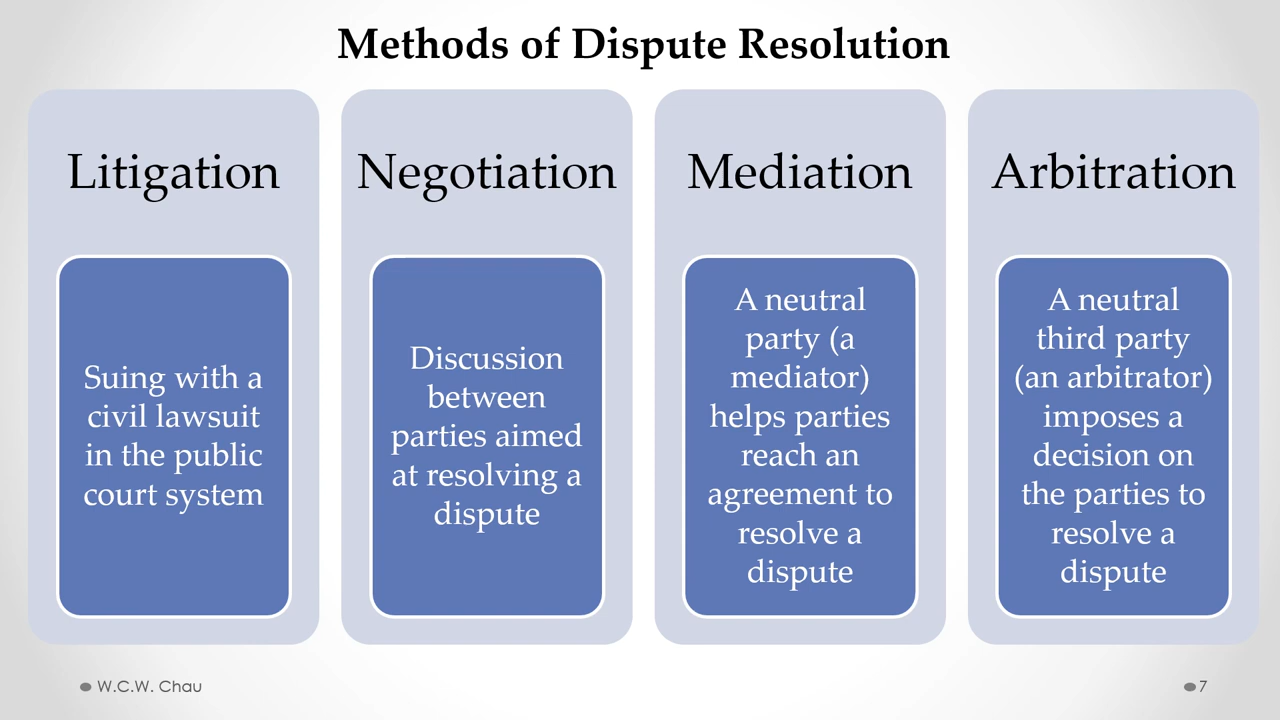 Methods of Dispute Resolution
Litigation
Suing with a
civil lawsuit
in the public
court system
Negotiation
Discussion
between
parties aimed
at resolving a
dispute
Mediation
A neutral
party (a
mediator)
helps parties
reach an
agreement to
resolve a
dispute
Arbitration
A neutral
third party
(an arbitrator)
imposes a
decision on
the parties to
resolve a
dispute
W.C.W. Chau
7